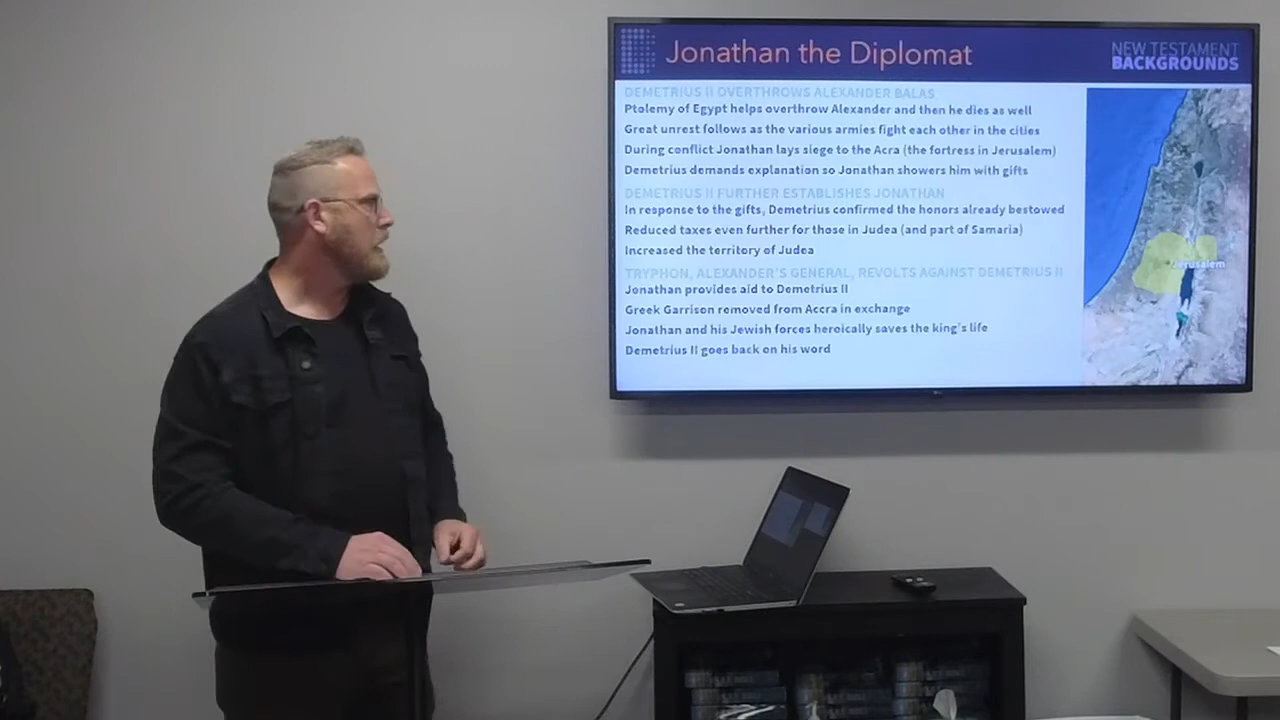 Jonathan the Diplomat
NEW TESTAMENT
BACKGROUNDS
DEMETRIUS II OVERTHROWS ALEXANDER BALAS
Ptolemy of Egypt helps overthrow Alexander and then he dies as well
Great unrest follows as the various armies fight each other in the cities
During conflict Jonathan lays siege to the Acra (the fortress in Jerusalem)
Demetrius demands explanation so Jonathan showers him with gifts
DEMETRIUS II FURTHER ESTABLISHES JONATHAN
In response to the gifts, Demetrius confirmed the honors already bestowed
Reduced taxes even further for those in Judea (and part of Samaria)
Increased the territory of Judea
Jerusalem
TRYPHON, ALEXANDER'S GENERAL, REVOLTS AGAINST DEMETRIUS II
Jonathan provides aid to Demetrius II
Greek Garrison removed from Accra in exchange
Jonathan and his Jewish forces heroically saves the king's life
Demetrius II goes back on his word